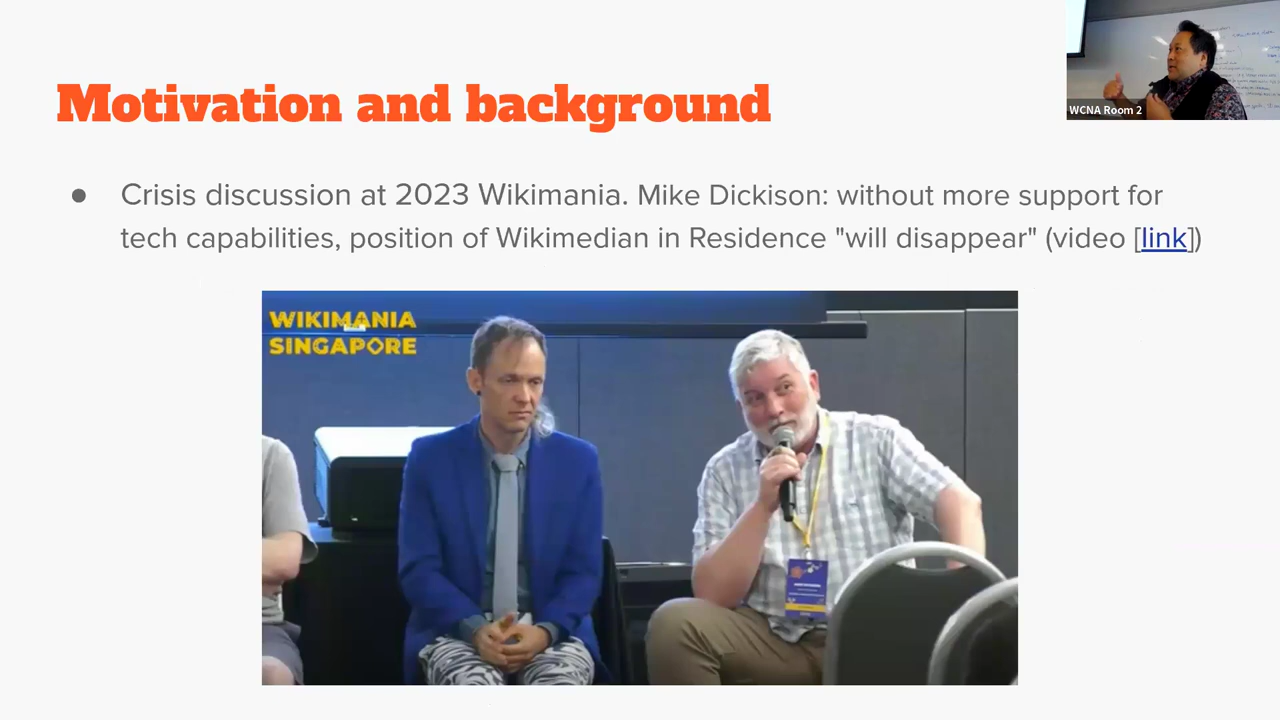 Motivation and background
WCNA Room 2
● Crisis discussion at 2023 Wikimania. Mike Dickison: without more support for
tech capabilities, position of Wikimedian in Residence "will disappear" (video [link])
WIKIMANIA
SINGAPORE